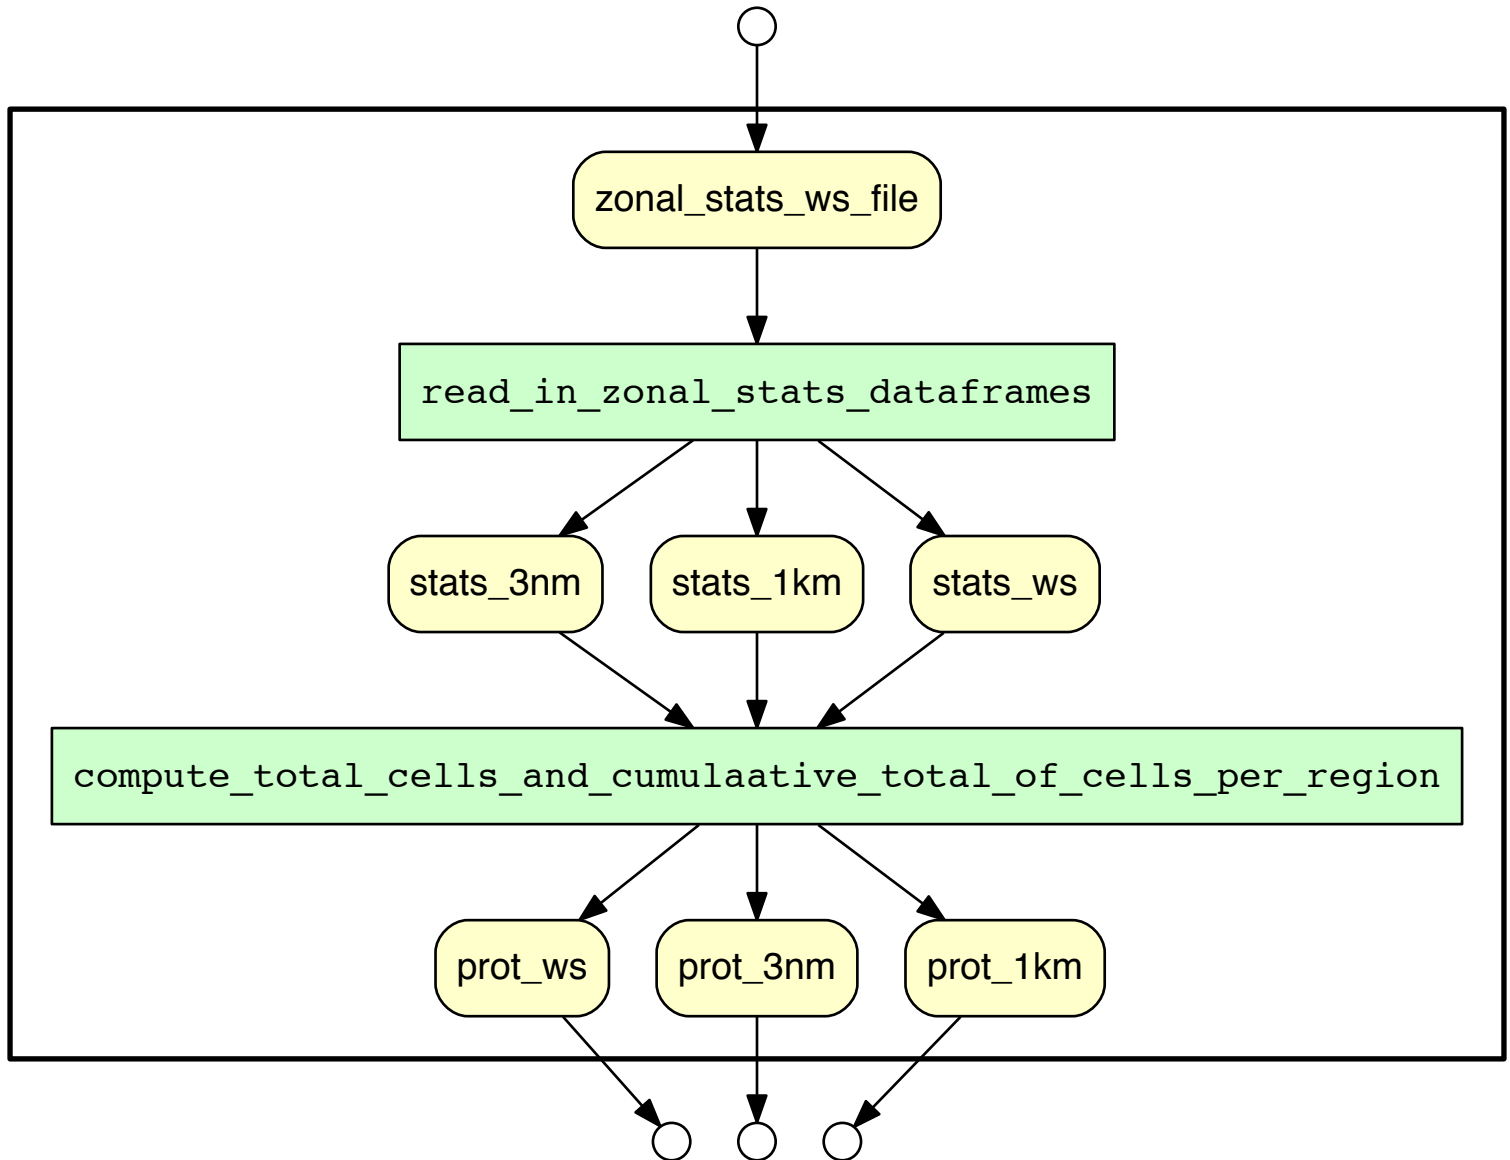 zonal_stats_ws_file
read_in_zonal_stats_dataframes
stats_3nm stats_1km stats_ws
compute_total_cells_and_cumulaative_total_of_cells_per_region
prot_ws prot_3nm prot_1km